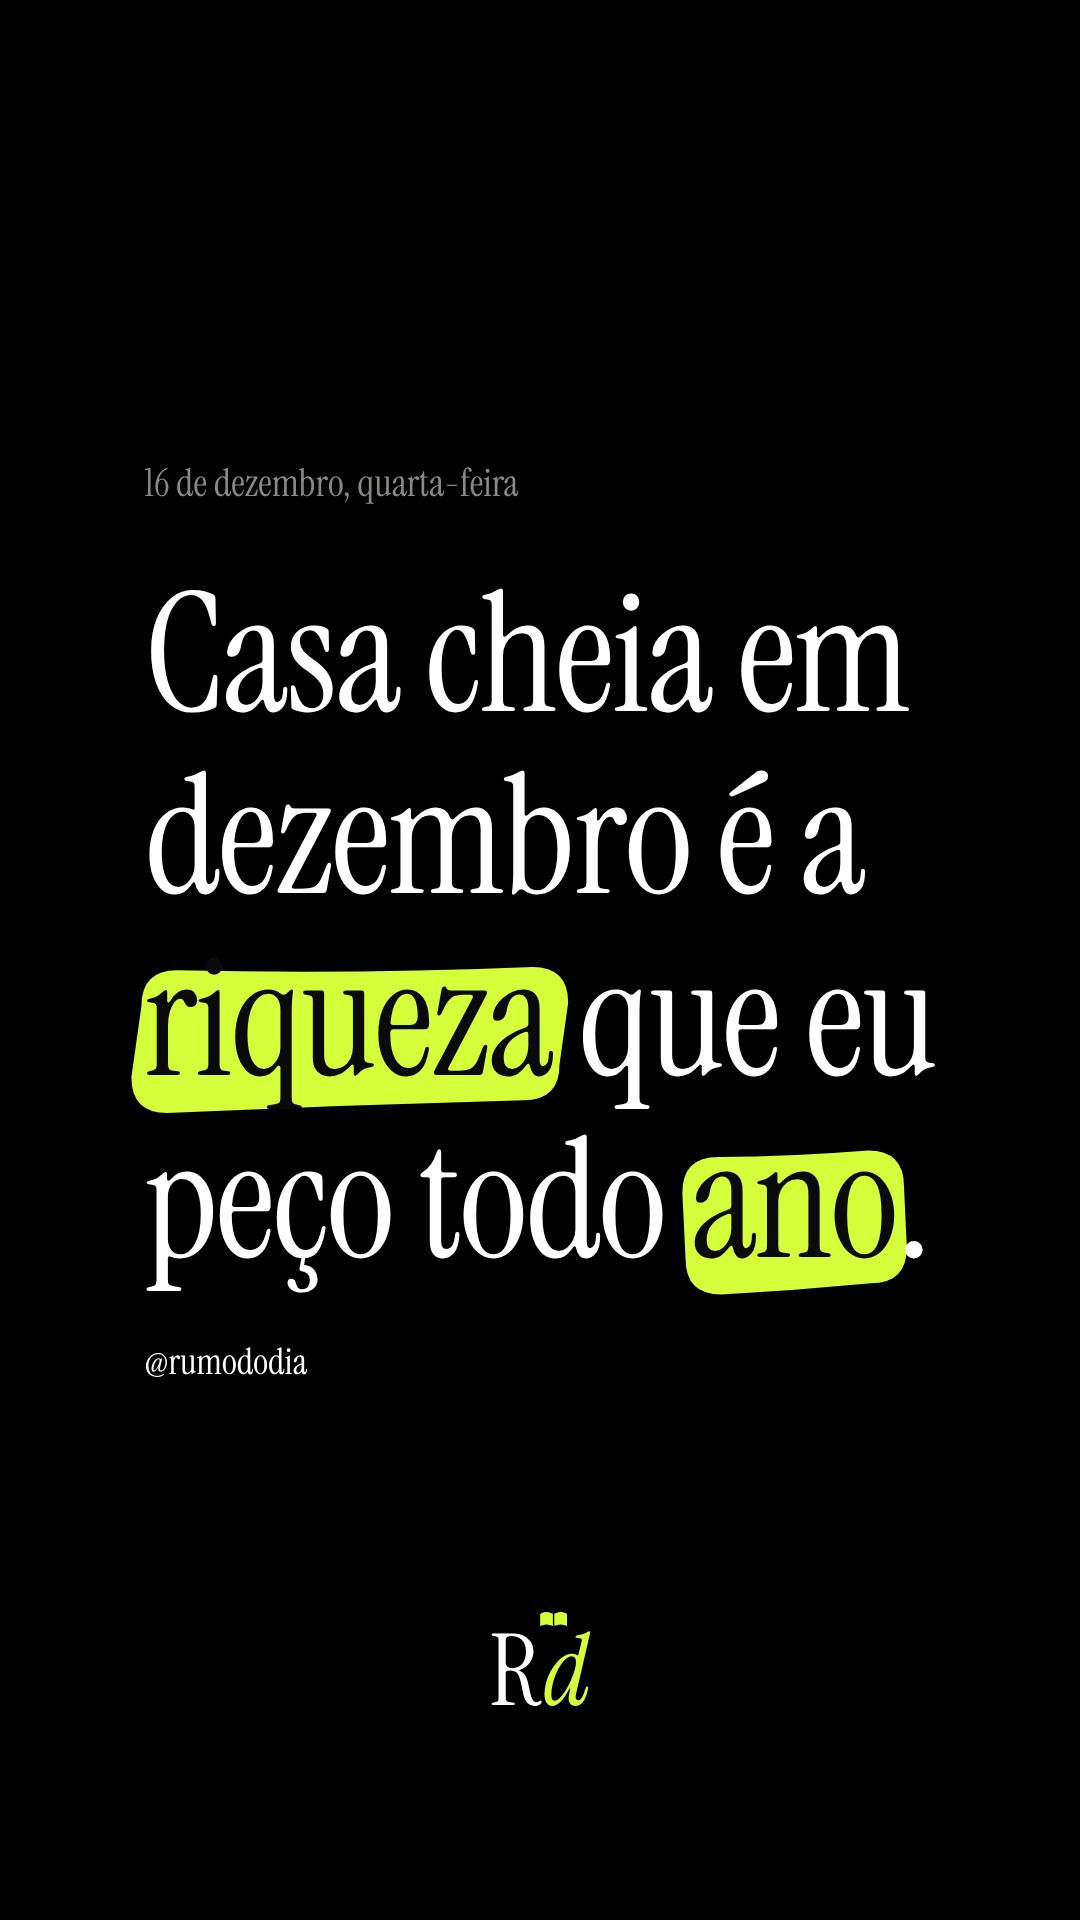 16 de dezembro, quarta-feira
Casa cheia em
dezembro é a
riqueza que eu
peço todo ano.
@rumododia
Rd